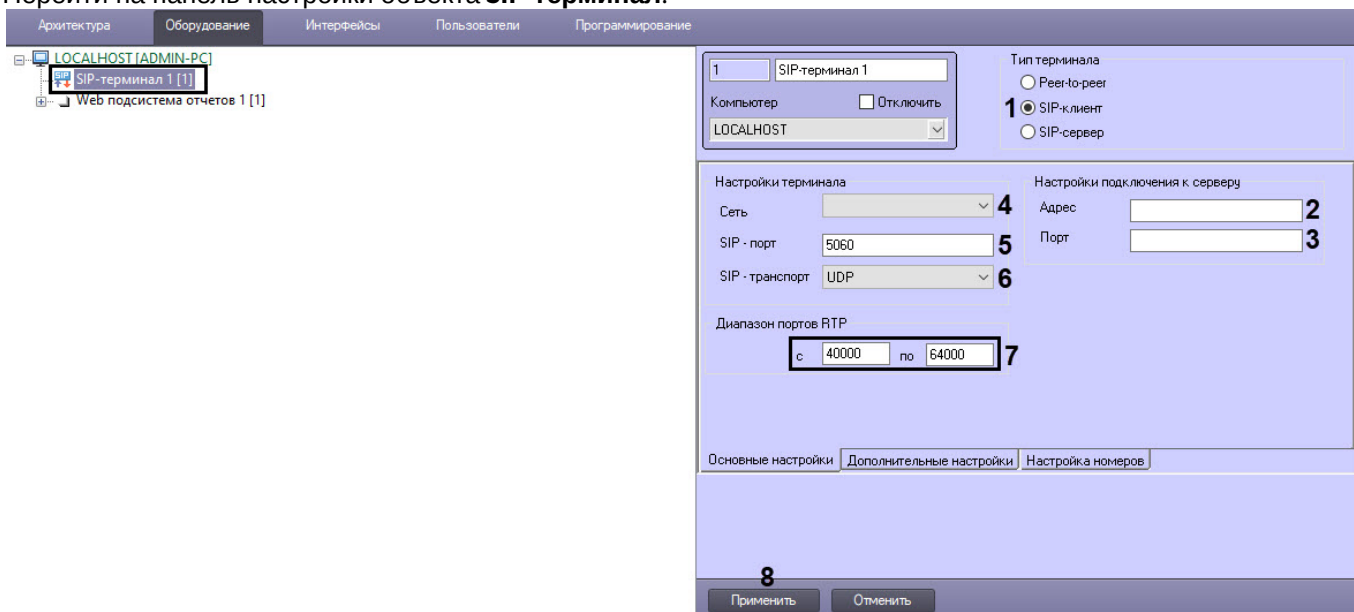 Перейти на панель настройки объекта SIP-терминал.
Архитектура Оборудование Интерфейсы Пользователи Программирование
LOCALHOST [ADMIN-PC]
SIP-терминал 1 [1]
Web подсистема отчетов 1 [1]
1 SIP-терминал 1
Компьютер Отключить
LOCALHOST
Тип терминала
Peer-to-peer
1 SIP-клиент
SIP-сервер
Настройки терминала
Сеть 4
SIP - порт 5060 5
SIP - транспорт UDP 6
Настройки подключения к серверу
Адрес 2
Порт 3
Диапазон портов RTP
с 40000 по 64000 7
Основные настройки Дополнительные настройки Настройка номеров
8
Применить Отменить